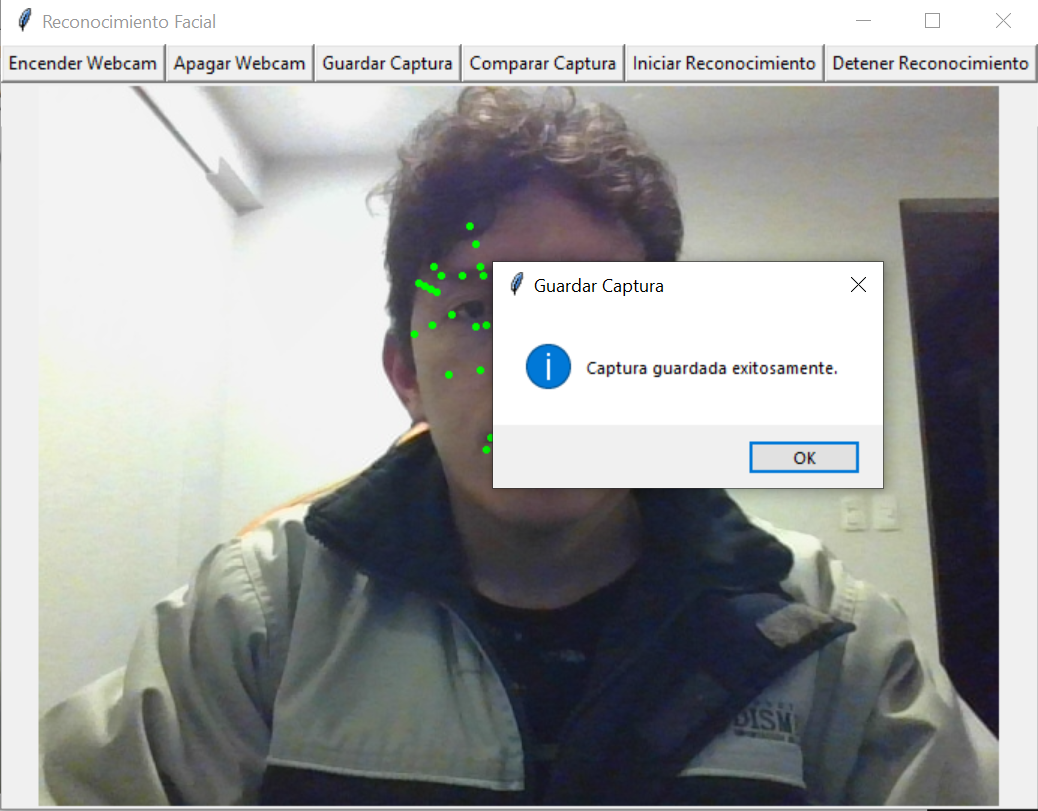 Reconocimiento Facial
Encender Webcam
Apagar Webcam
Guardar Captura
Comparar Captura
Iniciar Reconocimiento
Detener Reconocimiento
Guardar Captura
Captura guardada exitosamente.
OK